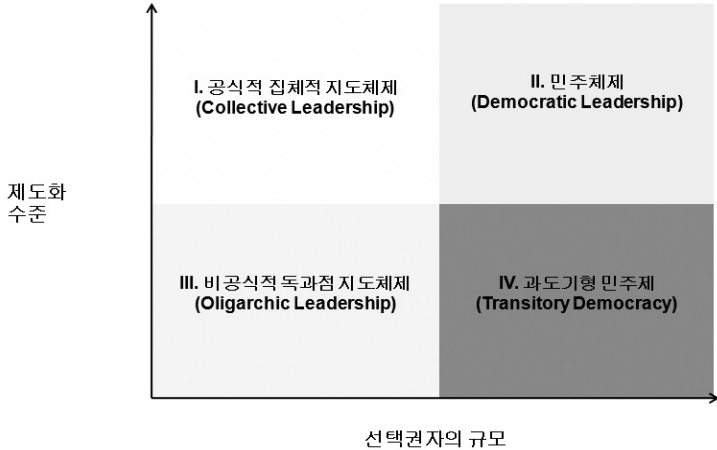 I. 공식적 집체적 지도체제
(Collective Leadership)
II. 민주체제
(Democratic Leadership)
제도화
수준
III. 비공식적 독과점 지도체제
(Oligarchic Leadership)
IV. 과도기형 민주제
(Transitory Democracy)
선택권자의 규모